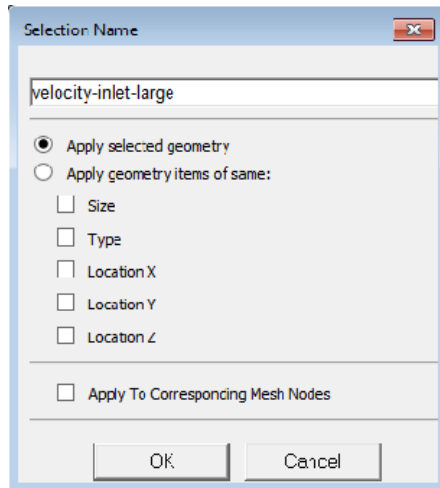 Selection Name
velocity-inlet-large
Apply selected geometry
Apply geometry items of same:
Size
Type
Location X
Location Y
Location Z
Apply To Corresponding Mesh Nodes
OK
Cancel